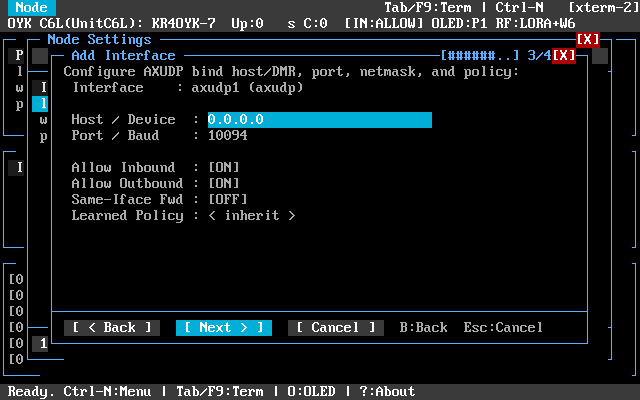 Node Tab/F9:Term | Ctrl-N [xterm-2]
OYK C6L(UnitC6L): KR4OYK-7 Up:0 s C:0 [IN:ALLOW] OLED:P1 RF:LORA+W6
Node Settings [X]
Add Interface [######..] 3/4 [X]
P Configure AXUDP bind host/DMR, port, netmask, and policy:
l Interface : axudp1 (axudp)
w I
p l Host / Device : 0.0.0.0
w
p Port / Baud : 10094
I Allow Inbound : [ON]
Allow Outbound : [ON]
Same-Iface Fwd : [OFF]
Learned Policy : < inherit >
[O
[O
[O
[O [ < Back ] [ Next > ] [ Cancel ] B:Back Esc:Cancel
[O 1
[O
Ready. Ctrl-N:Menu | Tab/F9:Term | O:OLED | ?:About